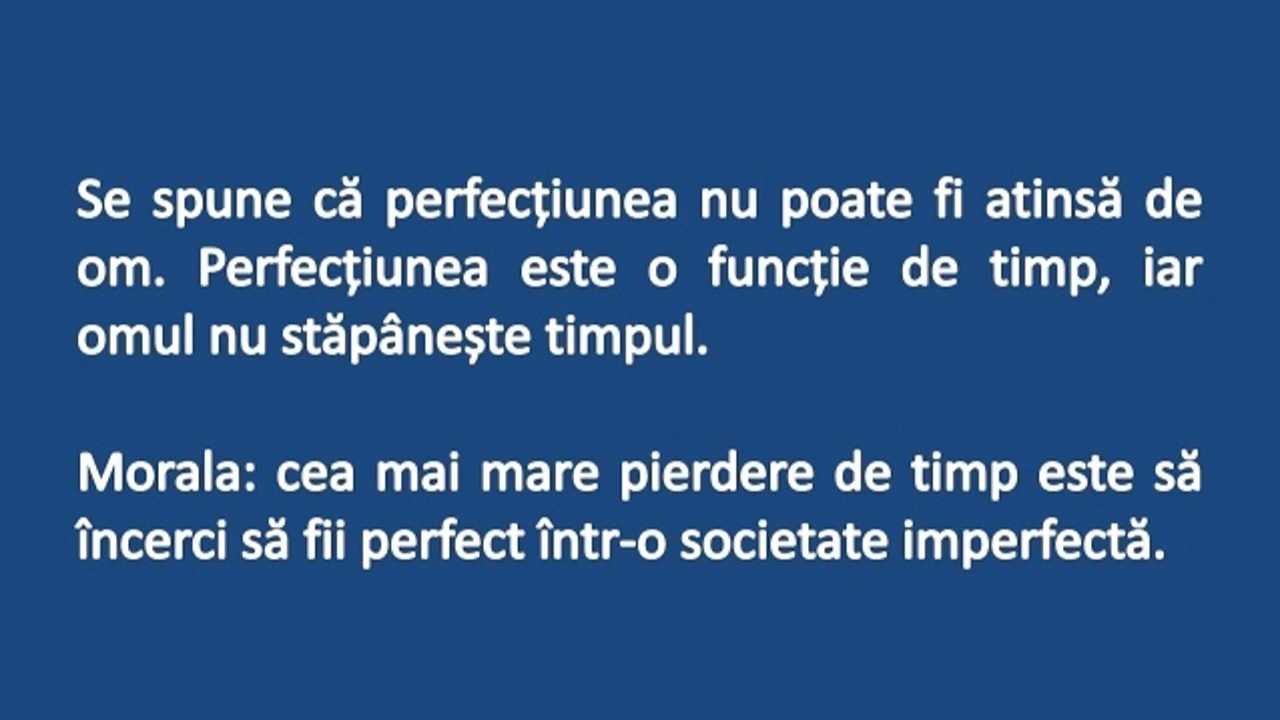 Se spune că perfecțiunea nu poate fi atinsă de
om. Perfecțiunea este o funcție de timp, iar
omul nu stăpânește timpul.
Morala: cea mai mare pierdere de timp este să
încerci să fii perfect într-o societate imperfectă.